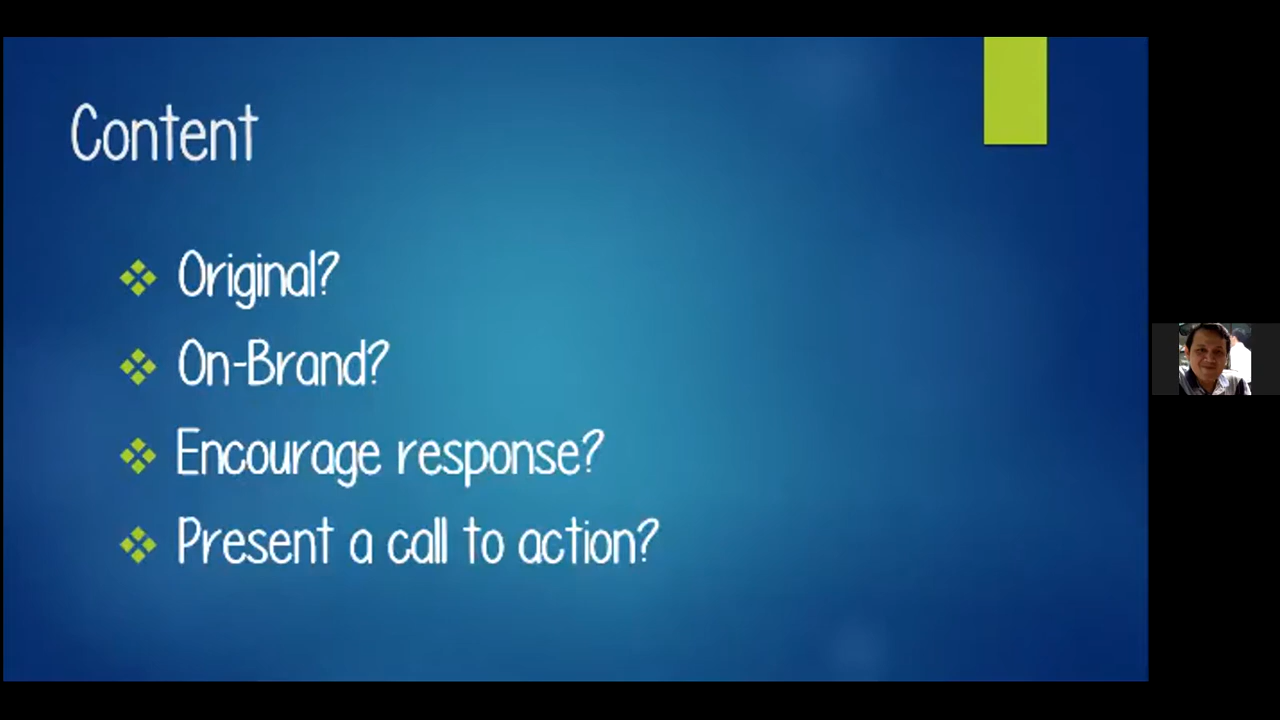 Content
Original?
On-Brand?
Encourage response?
Present a call to action?